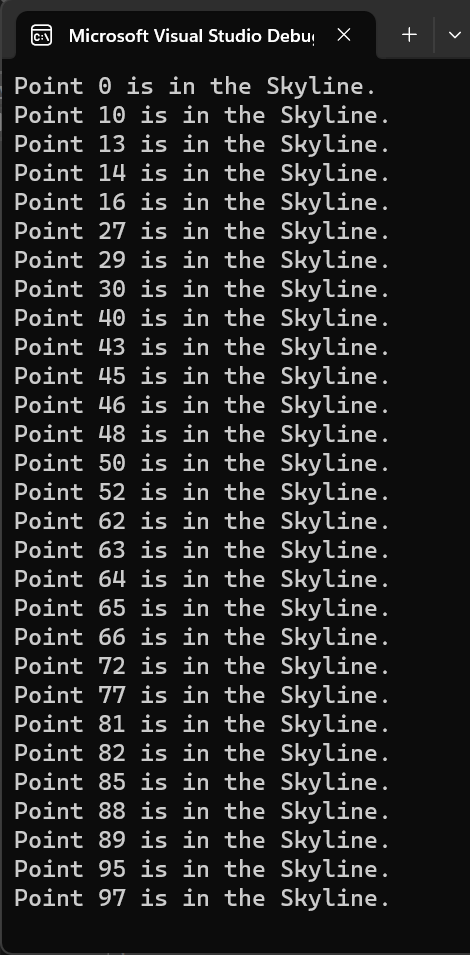 Microsoft Visual Studio
Point 0 is in the Skyline.
Point 10 is in the Skyline.
Point 13 is in the Skyline.
Point 14 is in the Skyline.
Point 16 is in the Skyline.
Point 27 is in the Skyline.
Point 29 is in the Skyline.
Point 30 is in the Skyline.
Point 40 is in the Skyline.
Point 43 is in the Skyline.
Point 45 is in the Skyline.
Point 46 is in the Skyline.
Point 48 is in the Skyline.
Point 50 is in the Skyline.
Point 52 is in the Skyline.
Point 62 is in the Skyline.
Point 63 is in the Skyline.
Point 64 is in the Skyline.
Point 65 is in the Skyline.
Point 66 is in the Skyline.
Point 72 is in the Skyline.
Point 77 is in the Skyline.
Point 81 is in the Skyline.
Point 82 is in the Skyline.
Point 85 is in the Skyline.
Point 88 is in the Skyline.
Point 89 is in the Skyline.
Point 95 is in the Skyline.
Point 97 is in the Skyline.